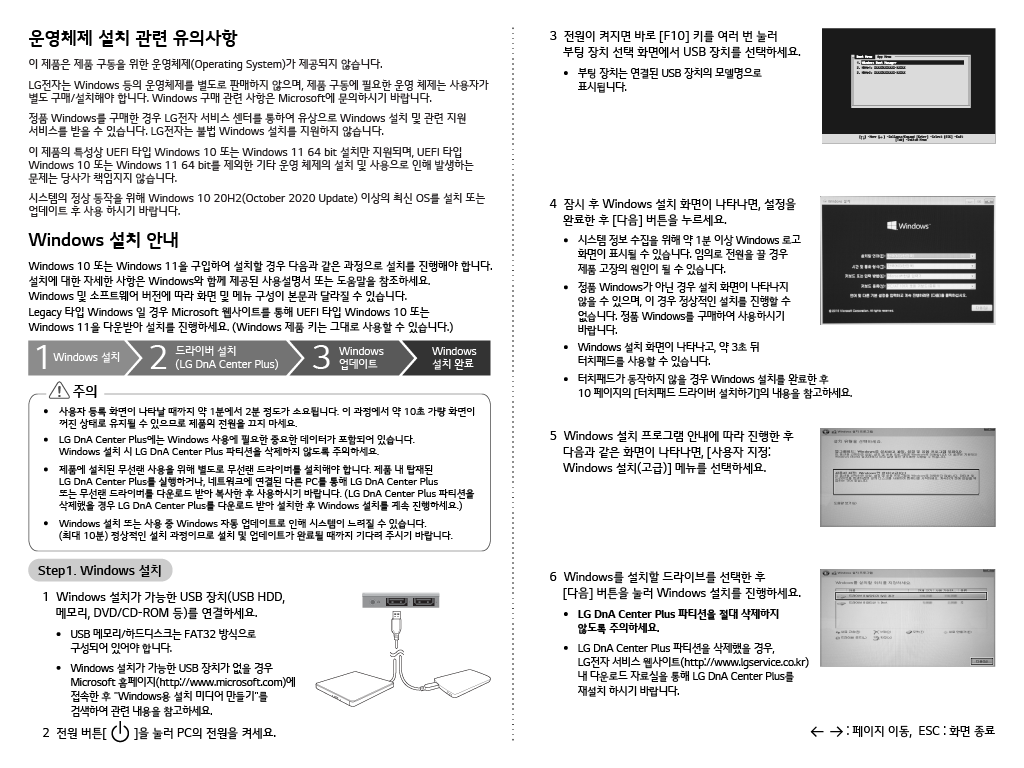 운영체제 설치 관련 유의사항
이 제품은 제품 구동을 위한 운영체제(Operating System)가 제공되지 않습니다.
LG전자는 Windows 등의 운영체제를 별도로 판매하지 않으며, 제품 구동에 필요한 운영 체제는 사용자가
별도 구매/설치해야 합니다. Windows 구매 관련 사항은 Microsoft에 문의하시기 바랍니다.
정품 Windows를 구매한 경우 LG전자 서비스 센터를 통하여 유상으로 Windows 설치 및 관련 지원
서비스를 받을 수 있습니다. LG전자는 불법 Windows 설치를 지원하지 않습니다.
이 제품의 특성상 UEFI 타입 Windows 10 또는 Windows 11 64 bit 설치만 지원되며, UEFI 타입
Windows 10 또는 Windows 11 64 bit를 제외한 기타 운영 체제의 설치 및 사용으로 인해 발생하는
문제는 당사가 책임지지 않습니다.
시스템의 정상 동작을 위해 Windows 10 20H2(October 2020 Update) 이상의 최신 OS를 설치 또는
업데이트 후 사용 하시기 바랍니다.
Windows 설치 안내
Windows 10 또는 Windows 11을 구입하여 설치할 경우 다음과 같은 과정으로 설치를 진행해야 합니다.
설치에 대한 자세한 사항은 Windows와 함께 제공된 사용설명서 또는 도움말을 참조하세요.
Windows 및 소프트웨어 버전에 따라 화면 및 메뉴 구성이 본문과 달라질 수 있습니다.
Legacy 타입 Windows 일 경우 Microsoft 웹사이트를 통해 UEFI 타입 Windows 10 또는
Windows 11을 다운받아 설치를 진행하세요. (Windows 제품 키는 그대로 사용할 수 있습니다.)
1 Windows 설치
2 드라이버 설치
(LG DnA Center Plus)
3 Windows
업데이트
Windows
설치 완료
주의
• 사용자 등록 화면이 나타날 때까지 약 1분에서 2분 정도가 소요됩니다. 이 과정에서 약 10초 가량 화면이
꺼진 상태로 유지될 수 있으므로 제품의 전원을 끄지 마세요.
• LG DnA Center Plus에는 Windows 사용에 필요한 중요한 데이터가 포함되어 있습니다.
Windows 설치 시 LG DnA Center Plus 파티션을 삭제하지 않도록 주의하세요.
• 제품에 설치된 무선랜 사용을 위해 별도로 무선랜 드라이버를 설치해야 합니다. 제품 내 탑재된
LG DnA Center Plus를 실행하거나, 네트워크에 연결된 다른 PC를 통해 LG DnA Center Plus
또는 무선랜 드라이버를 다운로드 받아 복사한 후 사용하시기 바랍니다. (LG DnA Center Plus 파티션을
삭제했을 경우 LG DnA Center Plus를 다운로드 받아 설치한 후 Windows 설치를 계속 진행하세요.)
• Windows 설치 또는 사용 중 Windows 자동 업데이트로 인해 시스템이 느려질 수 있습니다.
(최대 10분) 정상적인 설치 과정이므로 설치 및 업데이트가 완료될 때까지 기다려 주시기 바랍니다.
Step1. Windows 설치
1 Windows 설치가 가능한 USB 장치(USB HDD,
메모리, DVD/CD-ROM 등)를 연결하세요.
• USB 메모리/하드디스크는 FAT32 방식으로
구성되어 있어야 합니다.
• Windows 설치가 가능한 USB 장치가 없을 경우
Microsoft 홈페이지(http://www.microsoft.com)에
접속한 후 "Windows용 설치 미디어 만들기"를
검색하여 관련 내용을 참고하세요.
2 전원 버튼[ ]을 눌러 PC의 전원을 켜세요.
3 전원이 켜지면 바로 [F10] 키를 여러 번 눌러
부팅 장치 선택 화면에서 USB 장치를 선택하세요.
• 부팅 장치는 연결된 USB 장치의 모델명으로
표시됩니다.
4 잠시 후 Windows 설치 화면이 나타나면, 설정을
완료한 후 [다음] 버튼을 누르세요.
• 시스템 정보 수집을 위해 약 1분 이상 Windows 로고
화면이 표시될 수 있습니다. 임의로 전원을 끌 경우
제품 고장의 원인이 될 수 있습니다.
• 정품 Windows가 아닌 경우 설치 화면이 나타나지
않을 수 있으며, 이 경우 정상적인 설치를 진행할 수
없습니다. 정품 Windows를 구매하여 사용하시기
바랍니다.
• Windows 설치 화면이 나타나고, 약 3초 뒤
터치패드를 사용할 수 있습니다.
• 터치패드가 동작하지 않을 경우 Windows 설치를 완료한 후
10 페이지의 [터치패드 드라이버 설치하기]의 내용을 참고하세요.
Windows
5 Windows 설치 프로그램 안내에 따라 진행한 후
다음과 같은 화면이 나타나면, [사용자 지정:
Windows 설치(고급)] 메뉴를 선택하세요.
6 Windows를 설치할 드라이브를 선택한 후
[다음] 버튼을 눌러 Windows 설치를 진행하세요.
• LG DnA Center Plus 파티션을 절대 삭제하지
않도록 주의하세요.
• LG DnA Center Plus 파티션을 삭제했을 경우,
LG전자 서비스 웹사이트(http://www.lgservice.co.kr)
내 다운로드 자료실을 통해 LG DnA Center Plus를
재설치 하시기 바랍니다.
← → : 페이지 이동, ESC : 화면 종료